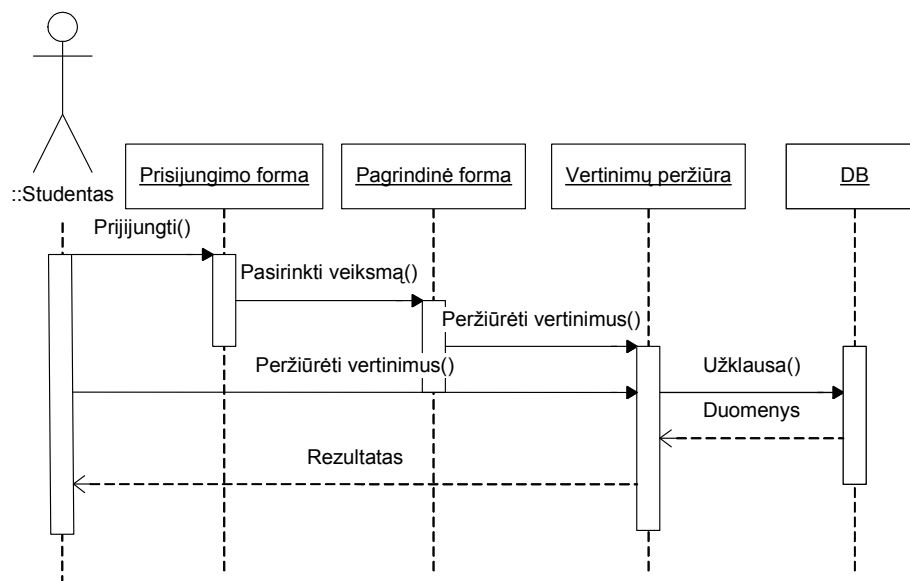 Prisijungimo forma
Pagrindinė forma
Vertinimų peržiūra
DB
::Studentas
Prijijungti()
Pasirinkti veiksmą()
Peržiūrėti vertinimus()
Peržiūrėti vertinimus()
Užklausa()
Duomenys
Rezultatas